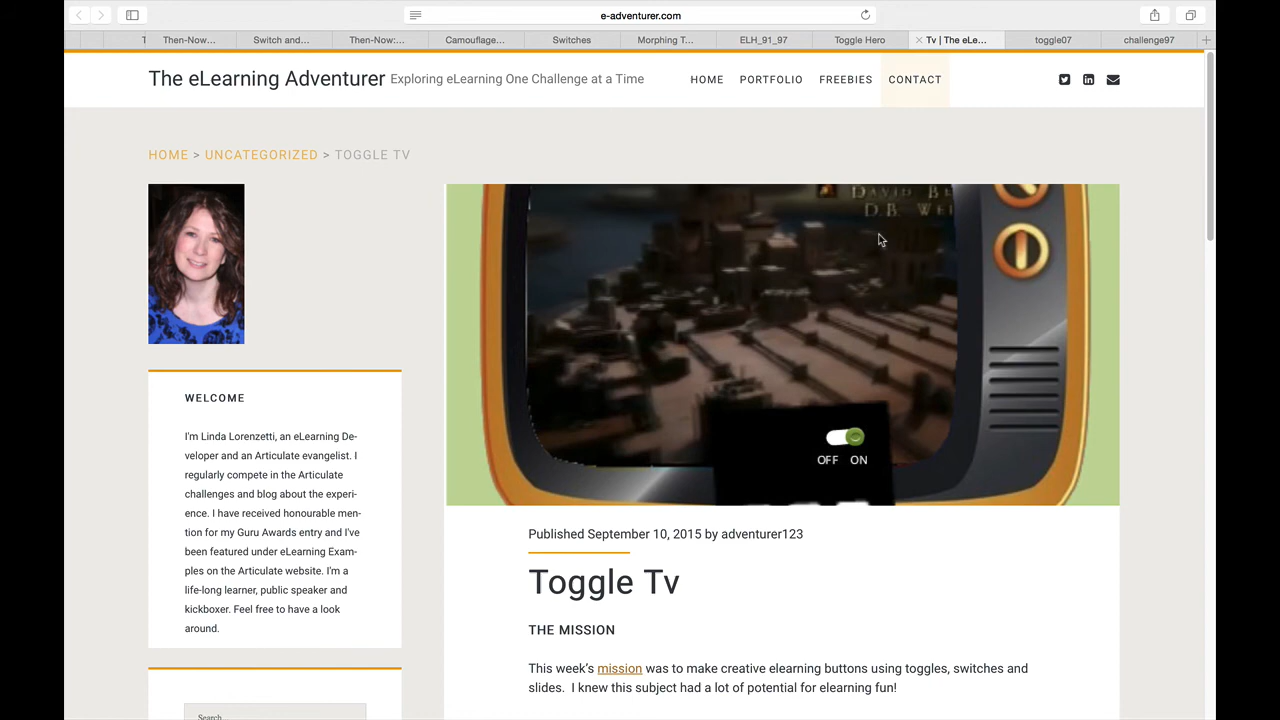 e-adventurer.com
Then-Now... Switch and... Then-Now:... Camouflage... Switches Morphing T... ELH_91_97 Toggle Hero Tv | The eLe... toggle07 challenge97
The eLearning Adventurer Exploring eLearning One Challenge at a Time HOME PORTFOLIO FREEBIES CONTACT
HOME > UNCATEGORIZED > TOGGLE TV
DAVID BE
D.B. WEI
OFF ON
WELCOME
I'm Linda Lorenzetti, an eLearning De-
veloper and an Articulate evangelist. I
regularly compete in the Articulate
challenges and blog about the experi-
ence. I have received honourable men-
tion for my Guru Awards entry and I've
been featured under eLearning Exam-
ples on the Articulate website. I'm a
life-long learner, public speaker and
kickboxer. Feel free to have a look
around.
Search...
Published September 10, 2015 by adventurer123
Toggle Tv
THE MISSION
This week's mission was to make creative elearning buttons using toggles, switches and
slides. I knew this subject had a lot of potential for elearning fun!